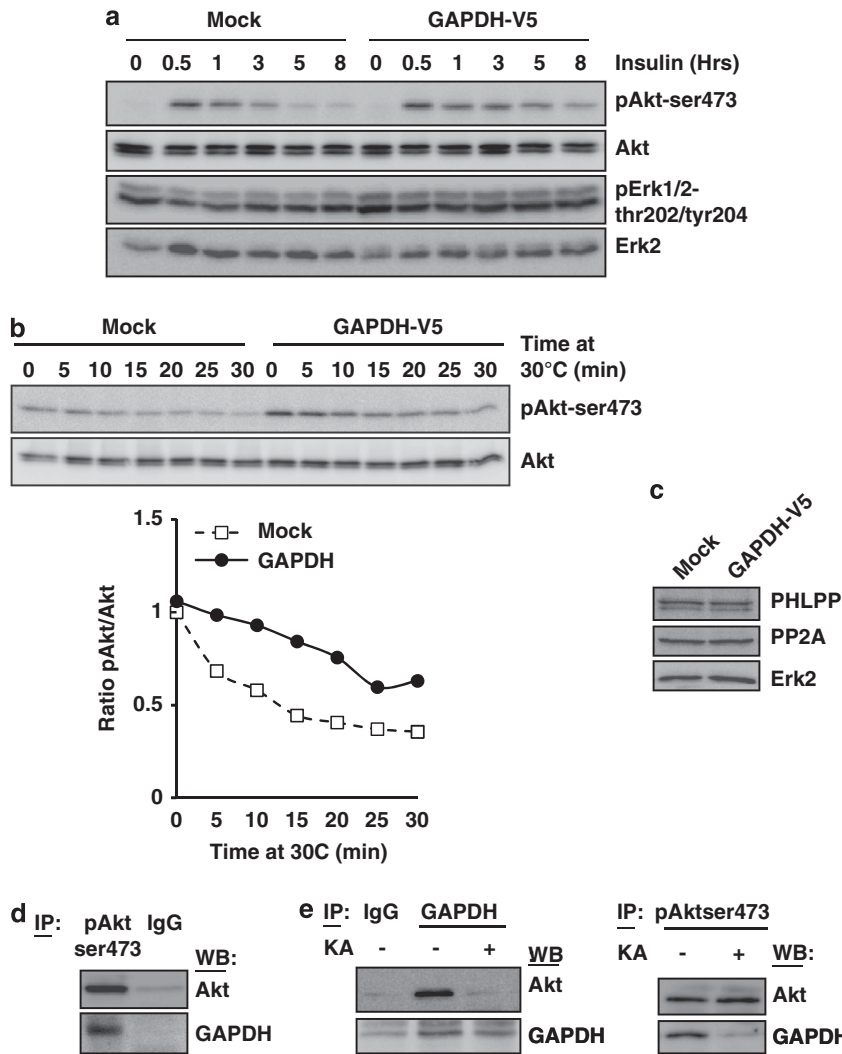 a
Mock GAPDH-V5
0 0.5 1 3 5 8 0 0.5 1 3 5 8 Insulin (Hrs)
pAkt-ser473
Akt
pErk1/2-
thr202/tyr204
Erk2
b
Mock GAPDH-V5
Time at
0 5 10 15 20 25 30 0 5 10 15 20 25 30 30°C (min)
pAkt-ser473
Akt
1.5
1
0.5
0
Ratio pAkt/Akt
Mock
GAPDH
0 5 10 15 20 25 30
Time at 30C (min)
c
Mock GAPDH-V5
PHLPP
PP2A
Erk2
d
IP: pAkt IgG
ser473
WB:
Akt
GAPDH
e
IP: IgG GAPDH
KA - - + WB
Akt
GAPDH
IP: pAktser473
KA - + WB:
Akt
GAPDH